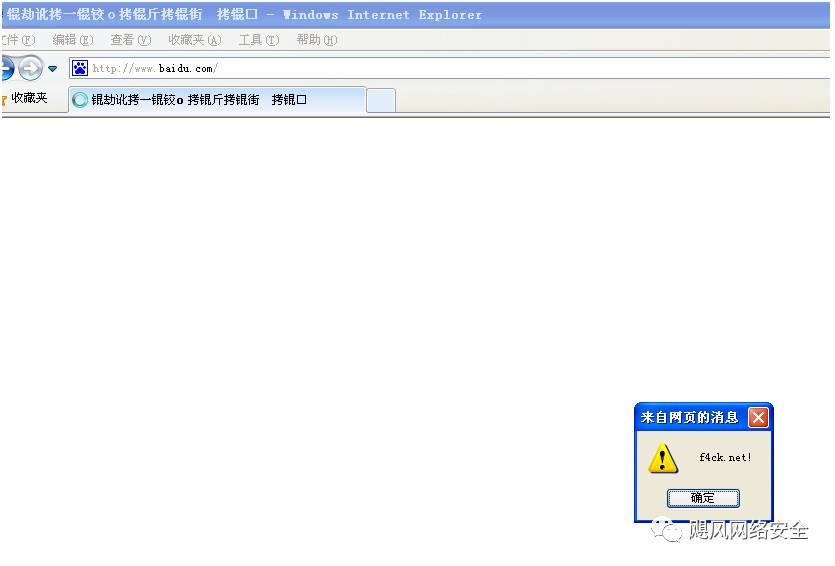 锟劫讹拷一锟铰o拷锟斤拷锟街 拷锟口 - Windows Internet Explorer
件(F) 编辑(E) 查看(V) 收藏夹(A) 工具(T) 帮助(H)
http://www.baidu.com/
收藏夹 锟劫讹拷一锟铰o拷锟斤拷锟街 拷锟口
来自网页的消息
f4ck.net!
确定
飓风网络安全